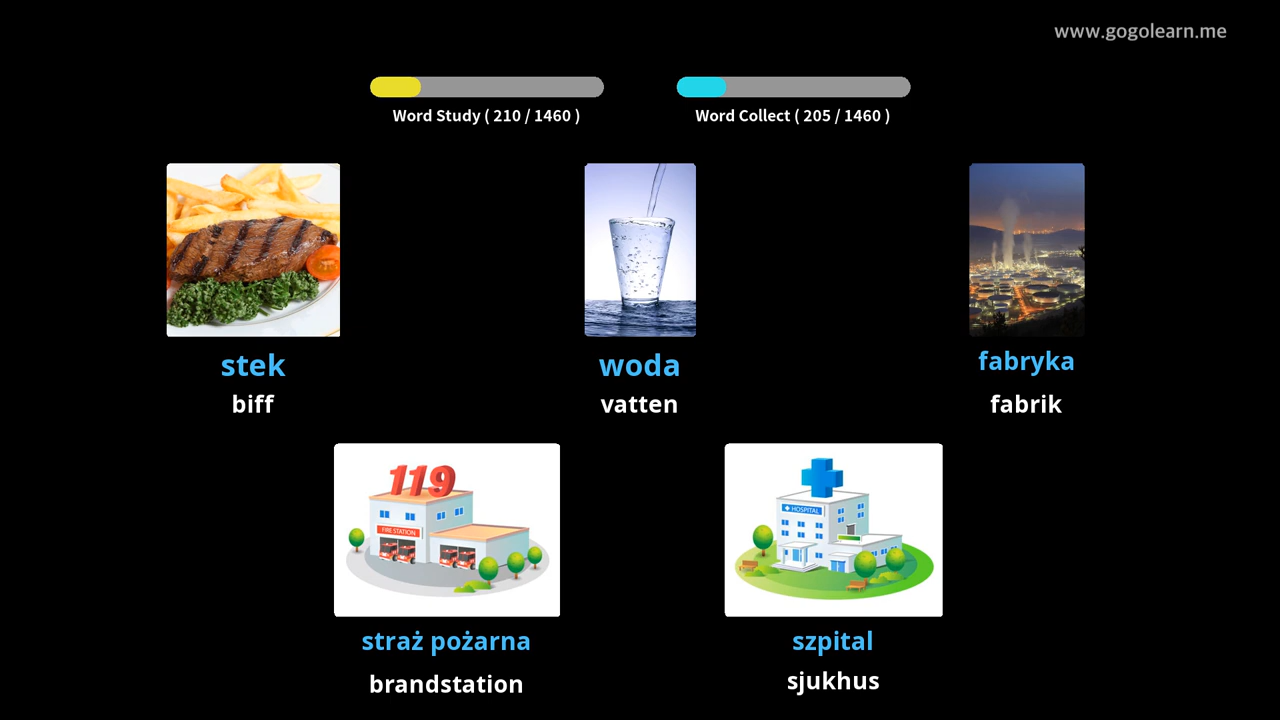 www.gogolearn.me
Word Study ( 210 / 1460 )
Word Collect ( 205 / 1460 )
stek
biff
woda
vatten
fabryka
fabrik
119
FIRE STATION
straż pożarna
brandstation
HOSPITAL
szpital
sjukhus